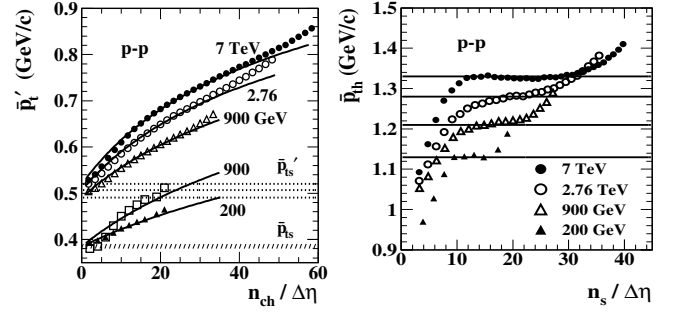 p̄t′ (GeV/c)
0.9
0.8
0.7
0.6
0.5
0.4
p-p
7 TeV
2.76
900 GeV
p̄ts′
900
200
p̄ts
0 20 40 60
nch / Δη
p̄th (GeV/c)
1.5
1.4
1.3
1.2
1.1
1
0.9
p-p
7 TeV
2.76 TeV
900 GeV
200 GeV
0 10 20 30 40
ns / Δη